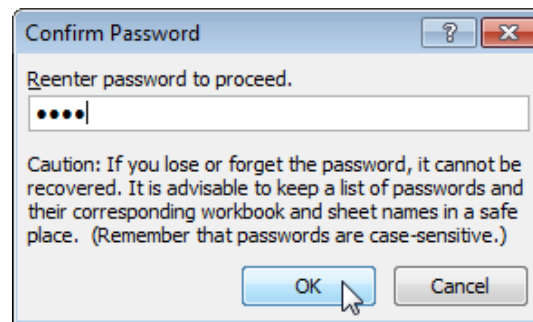 Confirm Password
Reenter password to proceed.
••••
Caution: If you lose or forget the password, it cannot be
recovered. It is advisable to keep a list of passwords and
their corresponding workbook and sheet names in a safe
place.  (Remember that passwords are case-sensitive.)
OK
Cancel